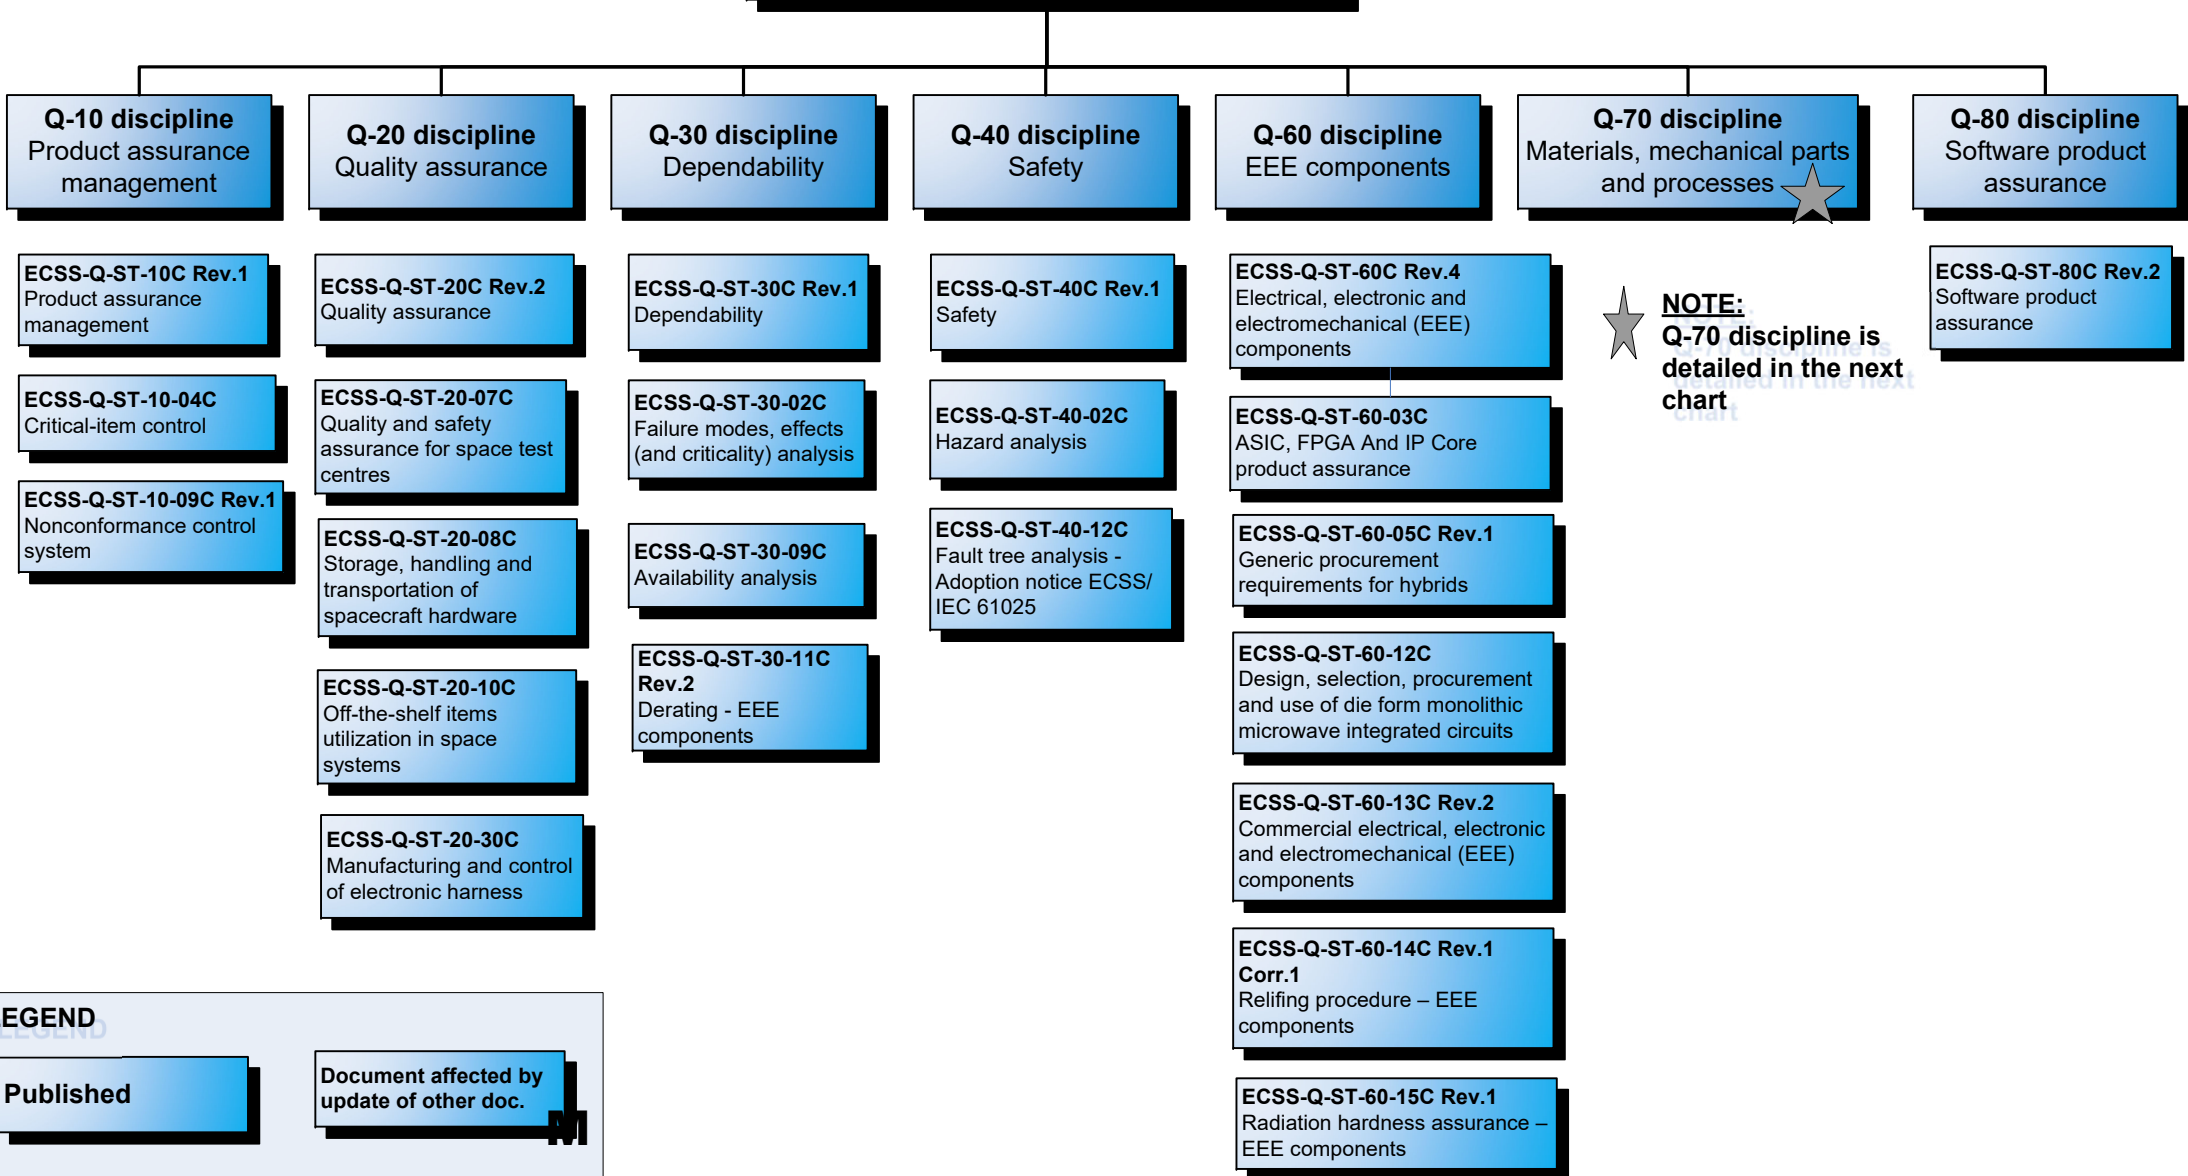 Q-10 discipline
Product assurance
management
Q-20 discipline
Quality assurance
Q-30 discipline
Dependability
Q-40 discipline
Safety
Q-60 discipline
EEE components
Q-70 discipline
Materials, mechanical parts
and processes
Q-80 discipline
Software product
assurance
ECSS-Q-ST-10C Rev.1
Product assurance
management
ECSS-Q-ST-10-04C
Critical-item control
ECSS-Q-ST-10-09C Rev.1
Nonconformance control
system
ECSS-Q-ST-20C Rev.2
Quality assurance
ECSS-Q-ST-20-07C
Quality and safety
assurance for space test
centres
ECSS-Q-ST-20-08C
Storage, handling and
transportation of
spacecraft hardware
ECSS-Q-ST-20-10C
Off-the-shelf items
utilization in space
systems
ECSS-Q-ST-20-30C
Manufacturing and control
of electronic harness
ECSS-Q-ST-30C Rev.1
Dependability
ECSS-Q-ST-30-02C
Failure modes, effects
(and criticality) analysis
ECSS-Q-ST-30-09C
Availability analysis
ECSS-Q-ST-30-11C
Rev.2
Derating - EEE
components
ECSS-Q-ST-40C Rev.1
Safety
ECSS-Q-ST-40-02C
Hazard analysis
ECSS-Q-ST-40-12C
Fault tree analysis -
Adoption notice ECSS/
IEC 61025
ECSS-Q-ST-60C Rev.4
Electrical, electronic and
electromechanical (EEE)
components
ECSS-Q-ST-60-03C
ASIC, FPGA And IP Core
product assurance
ECSS-Q-ST-60-05C Rev.1
Generic procurement
requirements for hybrids
ECSS-Q-ST-60-12C
Design, selection, procurement
and use of die form monolithic
microwave integrated circuits
ECSS-Q-ST-60-13C Rev.2
Commercial electrical, electronic
and electromechanical (EEE)
components
ECSS-Q-ST-60-14C Rev.1
Corr.1
Relifing procedure – EEE
components
ECSS-Q-ST-60-15C Rev.1
Radiation hardness assurance –
EEE components
NOTE:
Q-70 discipline is
detailed in the next
chart
ECSS-Q-ST-80C Rev.2
Software product
assurance
LEGEND
Published
Document affected by
update of other doc.
M